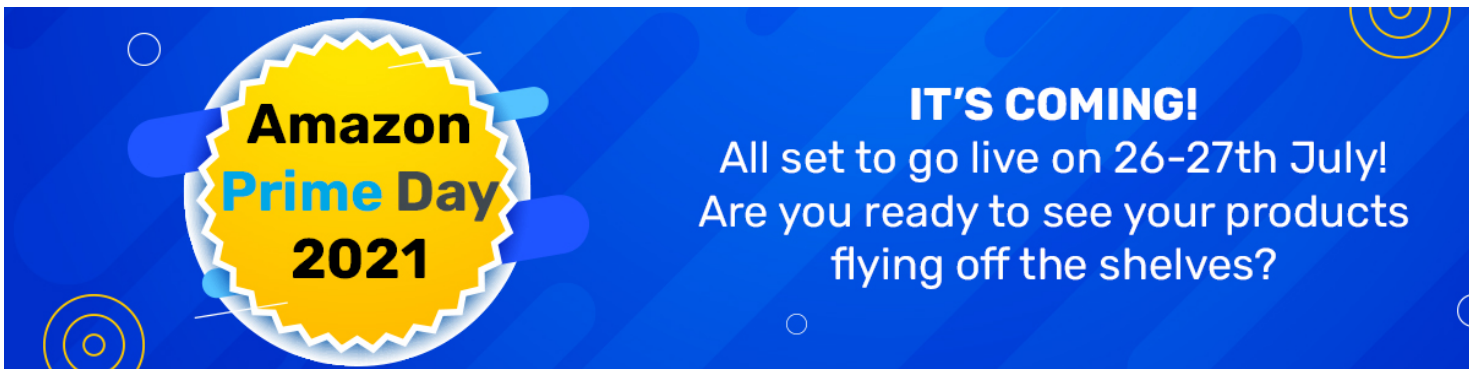 Amazon
Prime Day
2021
IT'S COMING!
All set to go live on 26-27th July!
Are you ready to see your products
flying off the shelves?